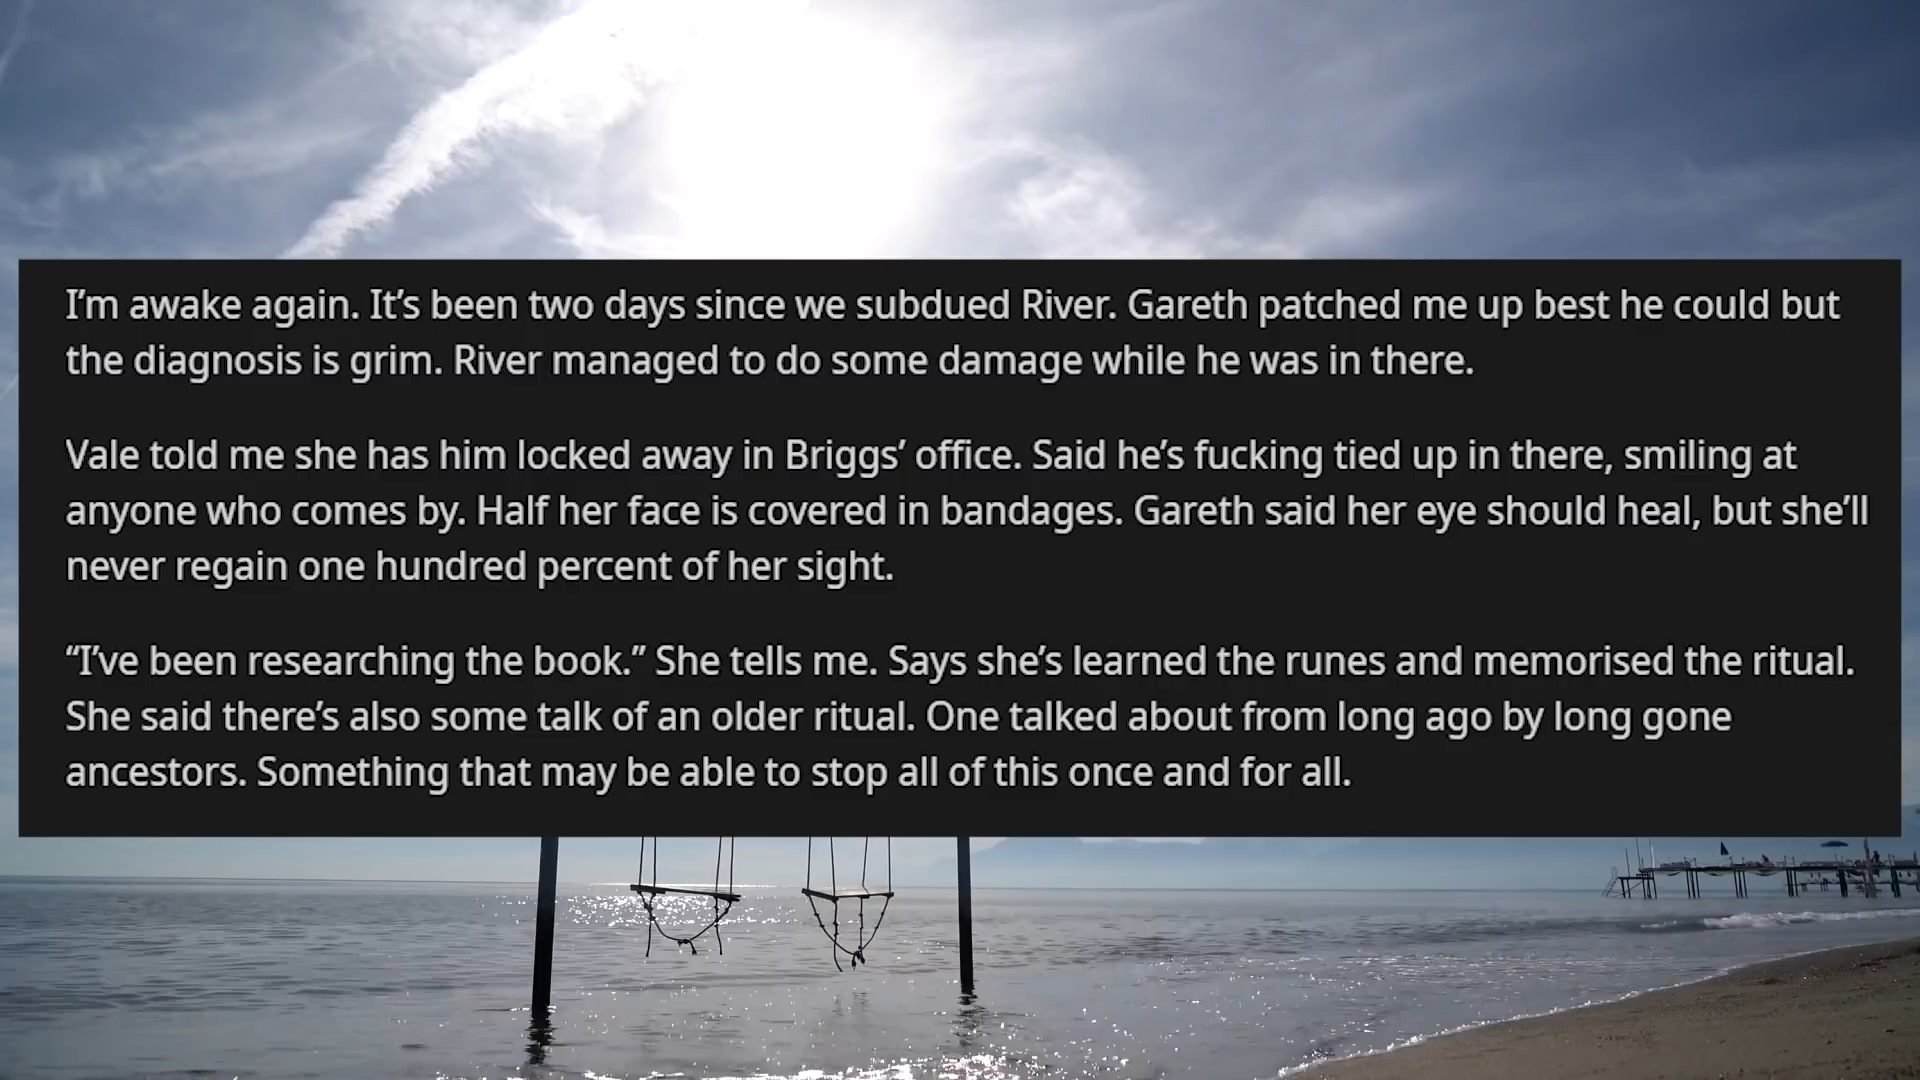 I’m awake again. It’s been two days since we subdued River. Gareth patched me up best he could but
the diagnosis is grim. River managed to do some damage while he was in there.
Vale told me she has him locked away in Briggs’ office. Said he’s fucking tied up in there, smiling at
anyone who comes by. Half her face is covered in bandages. Gareth said her eye should heal, but she’ll
never regain one hundred percent of her sight.
“I’ve been researching the book.” She tells me. Says she’s learned the runes and memorised the ritual.
She said there’s also some talk of an older ritual. One talked about from long ago by long gone
ancestors. Something that may be able to stop all of this once and for all.